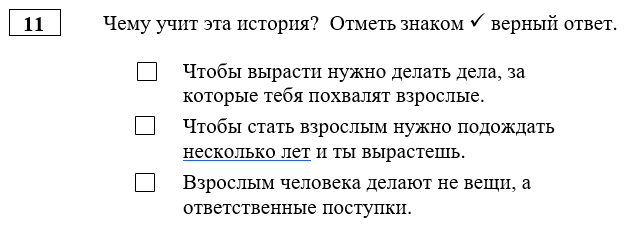 11 Чему учит эта история? Отметь знаком ✓ верный ответ.
Чтобы вырасти нужно делать дела, за
которые тебя похвалят взрослые.
Чтобы стать взрослым нужно подождать
несколько лет и ты вырастешь.
Взрослым человека делают не вещи, а
ответственные поступки.